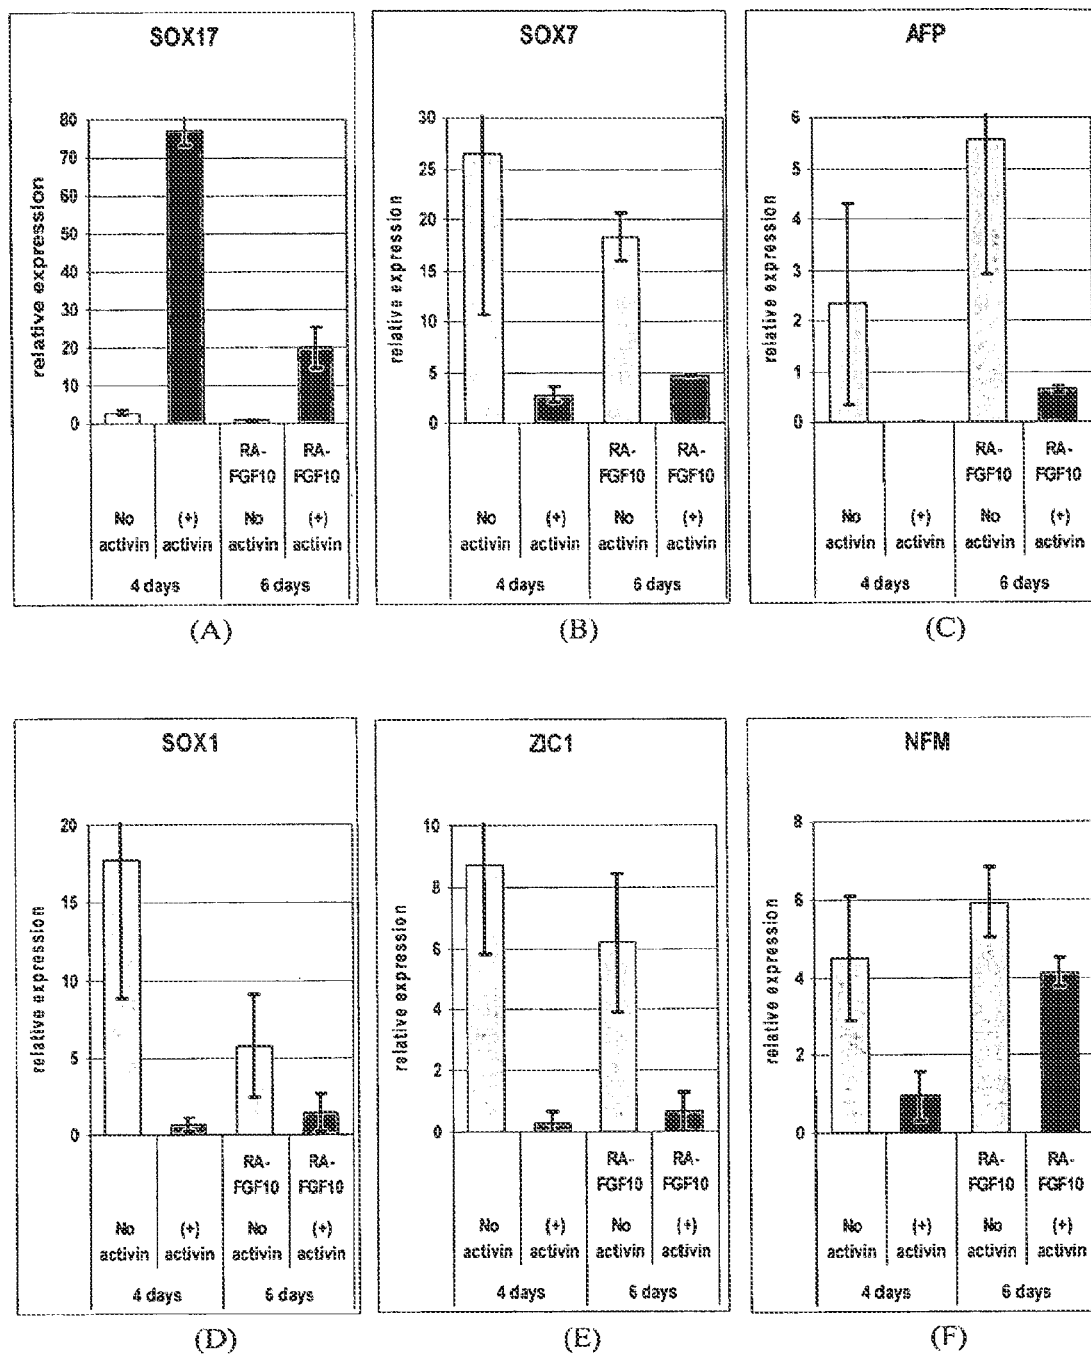 SOX17
relative expression
80
70
60
50
40
30
20
10
0
RA- RA-
FGF10 FGF10
No (+) No (+)
activin activin activin activin
4 days 6 days
(A)
SOX7
relative expression
30
25
20
15
10
5
0
RA- RA-
FGF10 FGF10
No (+) No (+)
activin activin activin activin
4 days 6 days
(B)
AFP
relative expression
6
5
4
3
2
1
0
RA- RA-
FGF10 FGF10
No (+) No (+)
activin activin activin activin
4 days 6 days
(C)
SOX1
relative expression
20
15
10
5
0
RA- RA-
FGF10 FGF10
No (+) No (+)
activin activin activin activin
4 days 6 days
(D)
ZIC1
relative expression
10
8
6
4
2
0
RA- RA-
FGF10 FGF10
No (+) No (+)
activin activin activin activin
4 days 6 days
(E)
NFM
relative expression
8
6
4
2
0
RA- RA-
FGF10 FGF10
No (+) No (+)
activin activin activin activin
4 days 6 days
(F)